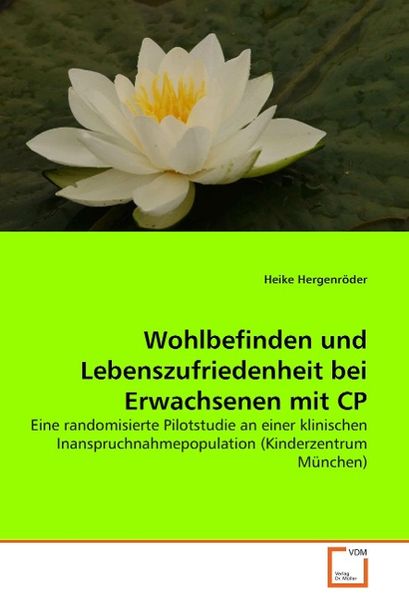 Heike Hergenröder
Wohlbefinden und
Lebenszufriedenheit bei
Erwachsenen mit CP
Eine randomisierte Pilotstudie an einer klinischen
Inanspruchnahmepopulation (Kinderzentrum
München)
VDM
Verlag
Dr. Müller